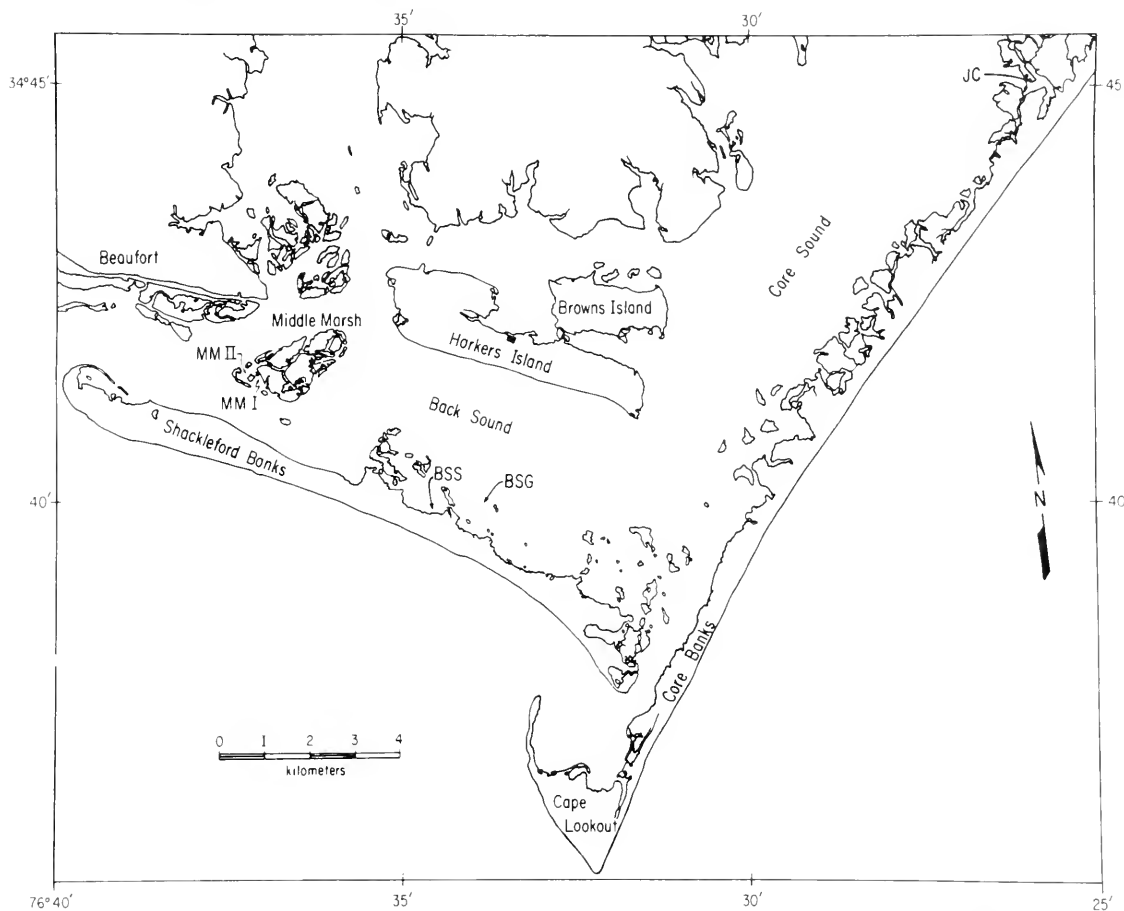 35′
30′
34°45′
45
JC
Beaufort
Core Sound
Middle Marsh
Browns Island
MM II
Harkers Island
MM I
Back Sound
Shackleford Banks
BSS
BSG
40′
40
N
Core Banks
0 1 2 3 4
kilometers
Cape
Lookout
76°40′
35′
30′
25′